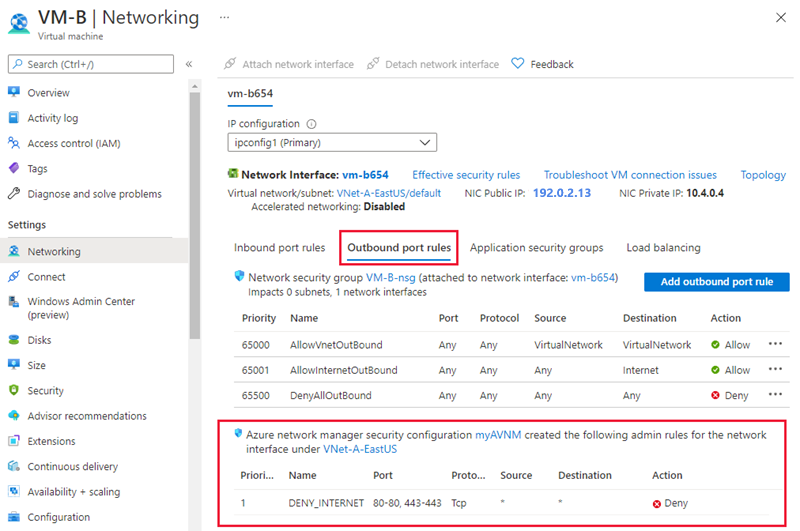 VM-B | Networking ...
Virtual machine
Search (Ctrl+/)
«
Overview
Activity log
Access control (IAM)
Tags
Diagnose and solve problems
Settings
Networking
Connect
Windows Admin Center
(preview)
Disks
Size
Security
Advisor recommendations
Extensions
Continuous delivery
Availability + scaling
Configuration
Attach network interface Detach network interface Feedback
vm-b654
IP configuration
ipconfig1 (Primary)
Network Interface: vm-b654 Effective security rules Troubleshoot VM connection issues Topology
Virtual network/subnet: VNet-A-EastUS/default NIC Public IP: 192.0.2.13 NIC Private IP: 10.4.0.4
Accelerated networking: Disabled
Inbound port rules Outbound port rules Application security groups Load balancing
Network security group VM-B-nsg (attached to network interface: vm-b654)
Impacts 0 subnets, 1 network interfaces
Add outbound port rule
Priority Name Port Protocol Source Destination Action
65000 AllowVnetOutBound Any Any VirtualNetwork VirtualNetwork Allow ...
65001 AllowInternetOutBound Any Any Any Internet Allow ...
65500 DenyAllOutBound Any Any Any Any Deny ...
Azure network manager security configuration myAVNM created the following admin rules for the network
interface under VNet-A-EastUS
Priori... Name Port Proto... Source Destination Action
1 DENY_INTERNET 80-80, 443-443 Tcp * * Deny